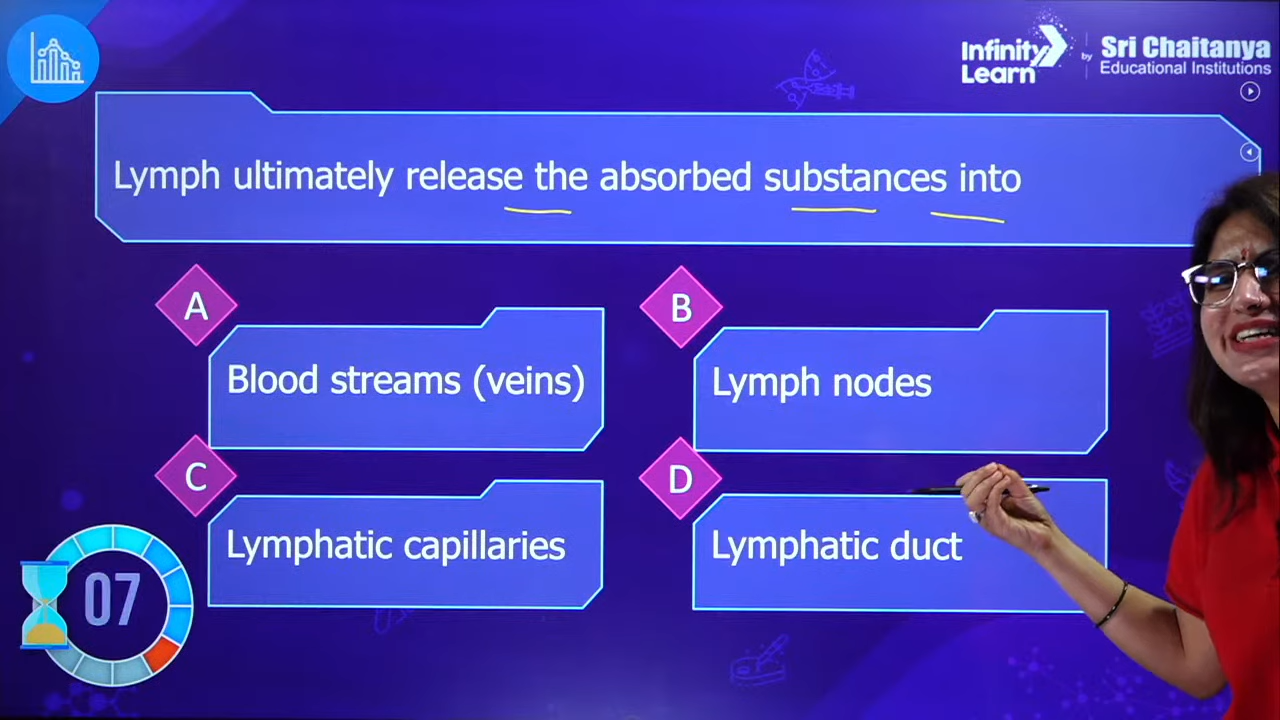 Infinity
Learn
by
Sri Chaitanya
Educational Institutions
Lymph ultimately release the absorbed substances into
A
Blood streams (veins)
B
Lymph nodes
C
Lymphatic capillaries
D
Lymphatic duct
07